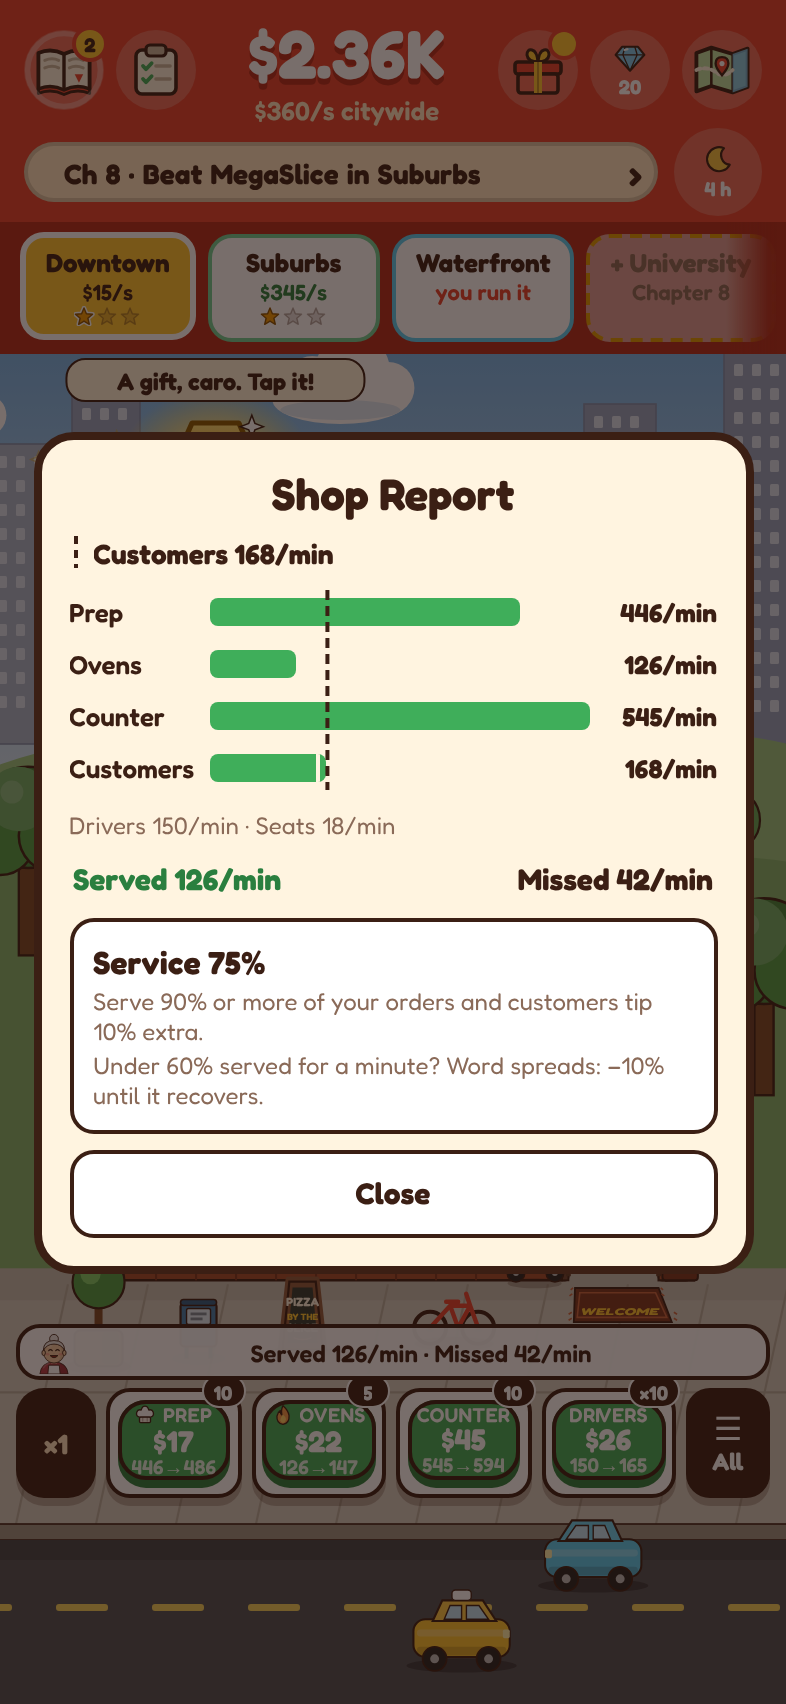 2
$2.36K
$360/s citywide
20
Ch 8 · Beat MegaSlice in Suburbs
4 h
Downtown
$15/s
Suburbs
$345/s
Waterfront
you run it
+ University
Chapter 8
A gift, caro. Tap it!
Shop Report
Customers 168/min
Prep 446/min
Ovens 126/min
Counter 545/min
Customers 168/min
Drivers 150/min · Seats 18/min
Served 126/min Missed 42/min
Service 75%
Serve 90% or more of your orders and customers tip
10% extra.
Under 60% served for a minute? Word spreads: −10%
until it recovers.
Close
PIZZA
BY THE
WELCOME
Served 126/min · Missed 42/min
x1
10
PREP
$17
446→486
5
OVENS
$22
126→147
10
COUNTER
$45
545→594
x10
DRIVERS
$26
150→165
All